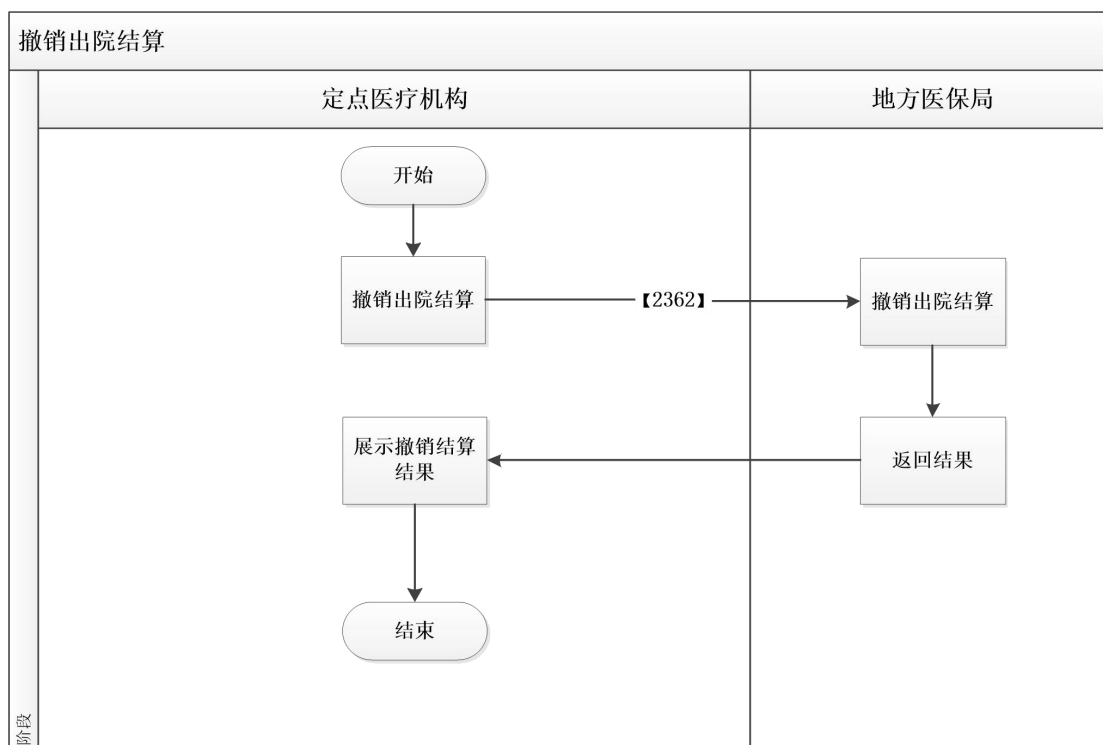 撤销出院结算
定点医疗机构
地方医保局
开始
撤销出院结算
【2362】
撤销出院结算
展示撤销结算
结果
返回结果
结束
阶段